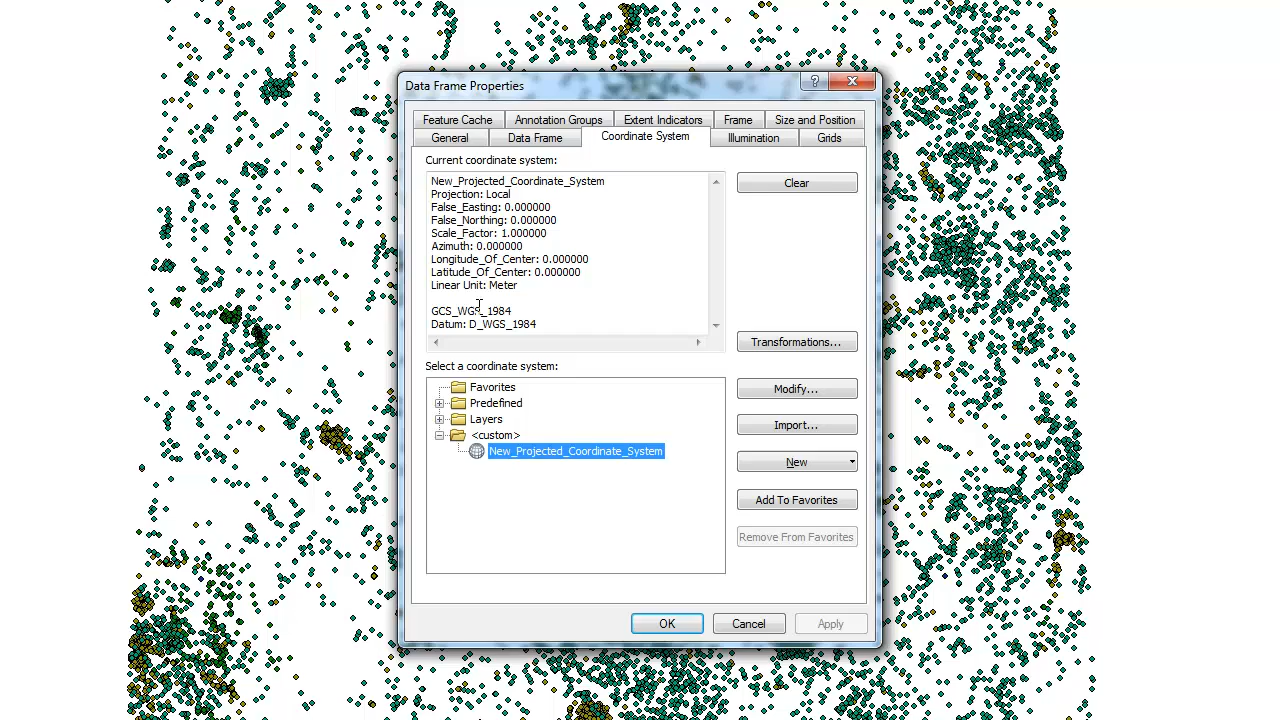 Data Frame Properties
Feature Cache
Annotation Groups
Extent Indicators
Frame
Size and Position
General
Data Frame
Coordinate System
Illumination
Grids
Current coordinate system:
New_Projected_Coordinate_System
Projection: Local
False_Easting: 0.000000
False_Northing: 0.000000
Scale_Factor: 1.000000
Azimuth: 0.000000
Longitude_Of_Center: 0.000000
Latitude_Of_Center: 0.000000
Linear Unit: Meter
GCS_WGS_1984
Datum: D_WGS_1984
Clear
Transformations...
Select a coordinate system:
Favorites
Predefined
Layers
<custom>
New_Projected_Coordinate_System
Modify...
Import...
New
Add To Favorites
Remove From Favorites
OK
Cancel
Apply